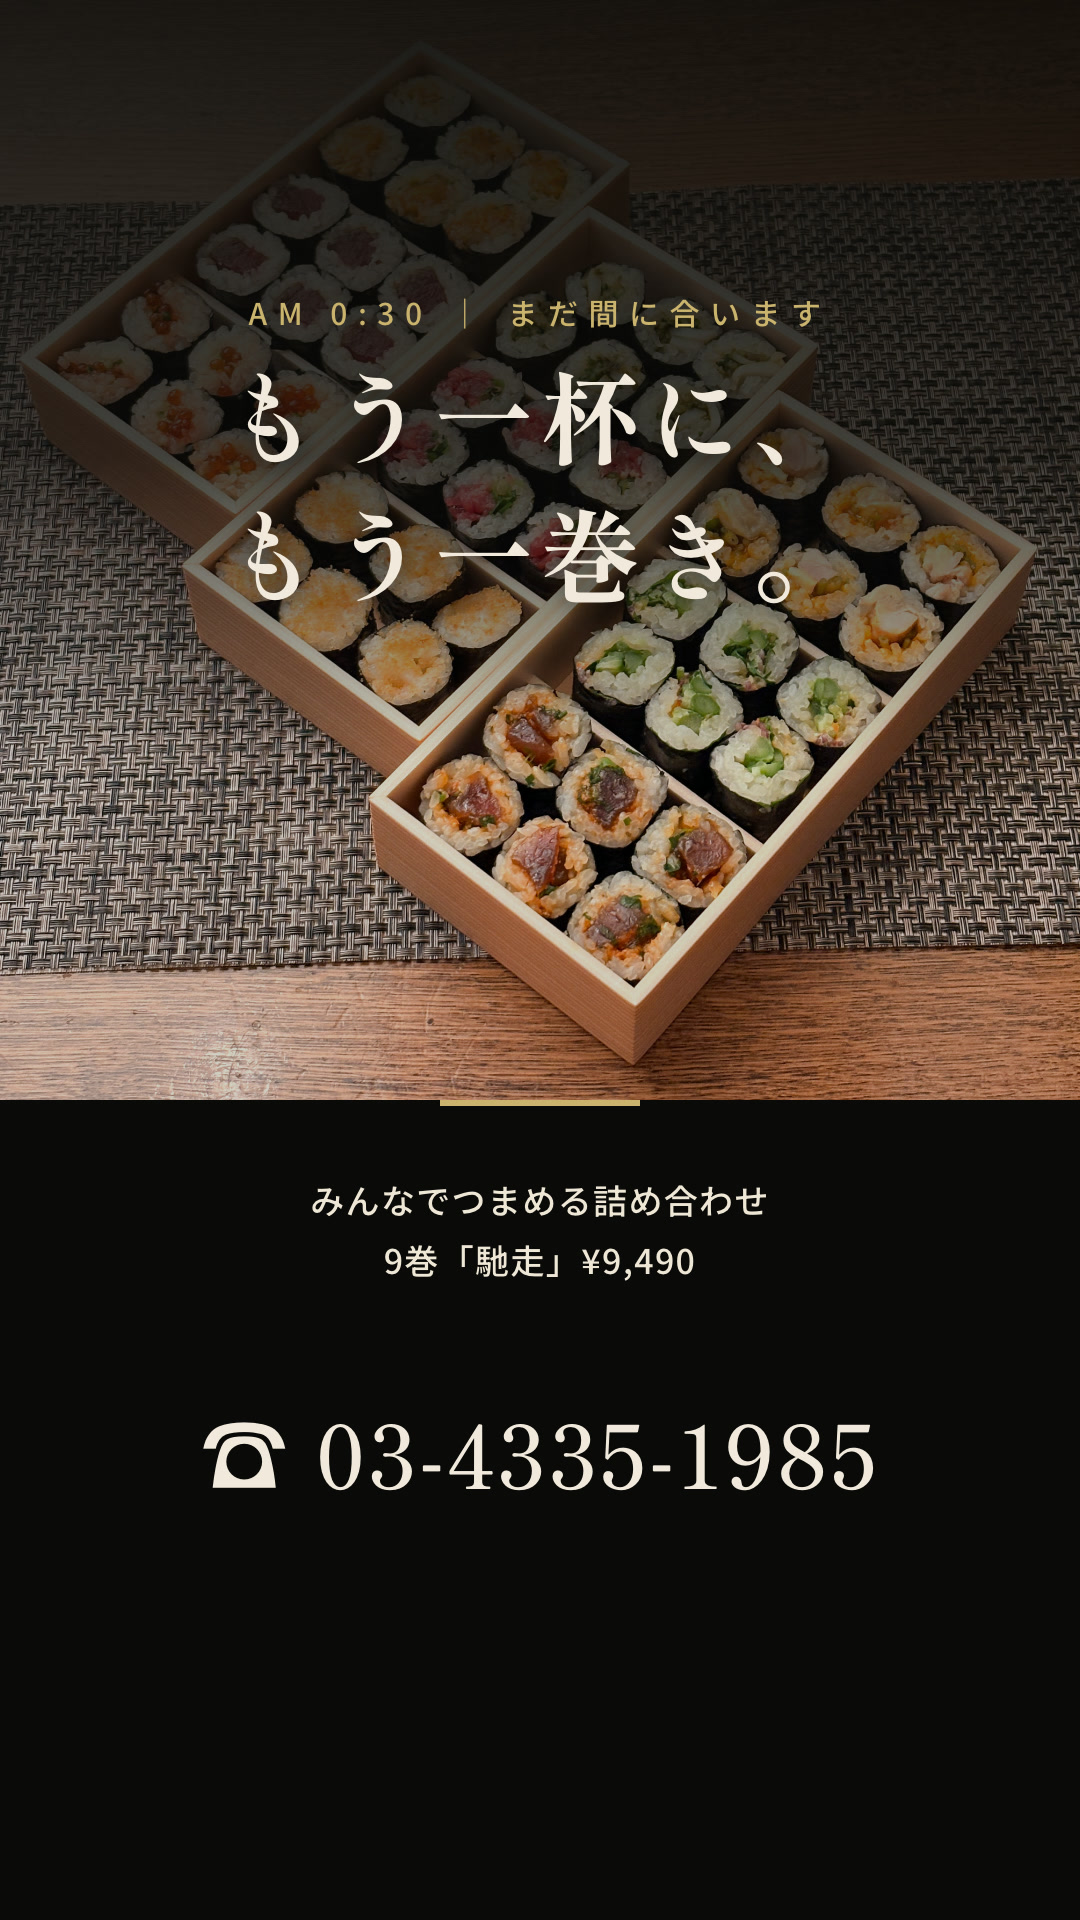 AM 0:30 ｜ まだ間に合います
もう一杯に、
もう一巻き。
みんなでつまめる詰め合わせ
9巻「馳走」¥9,490
☎ 03-4335-1985